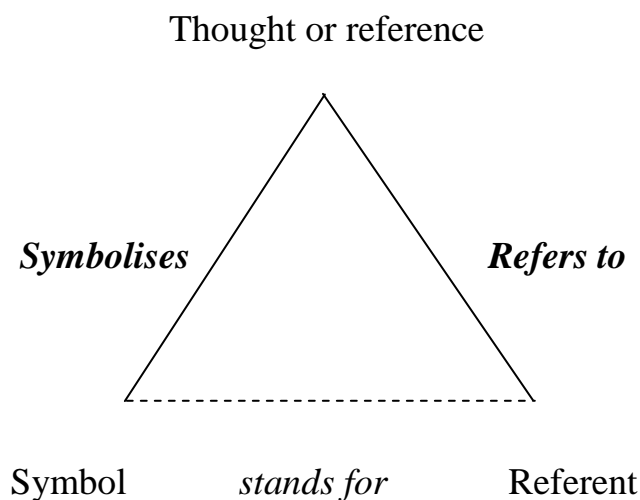 Thought or reference
Symbolises Refers to
Symbol stands for Referent